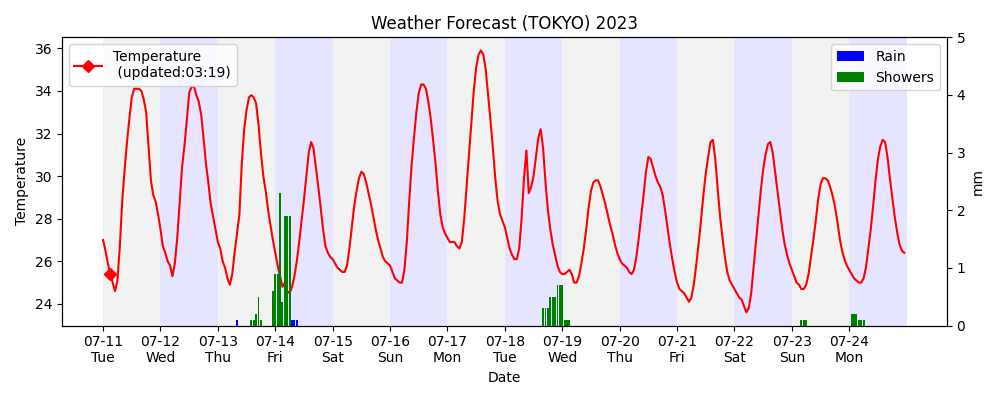 Weather Forecast (TOKYO) 2023
Temperature
(updated:03:19)
Rain
Showers
Temperature
36
34
32
30
28
26
24
5
4
3
2
1
0
mm
07-11 07-12 07-13 07-14 07-15 07-16 07-17 07-18 07-19 07-20 07-21 07-22 07-23 07-24
Tue Wed Thu Fri Sat Sun Mon Tue Wed Thu Fri Sat Sun Mon
Date